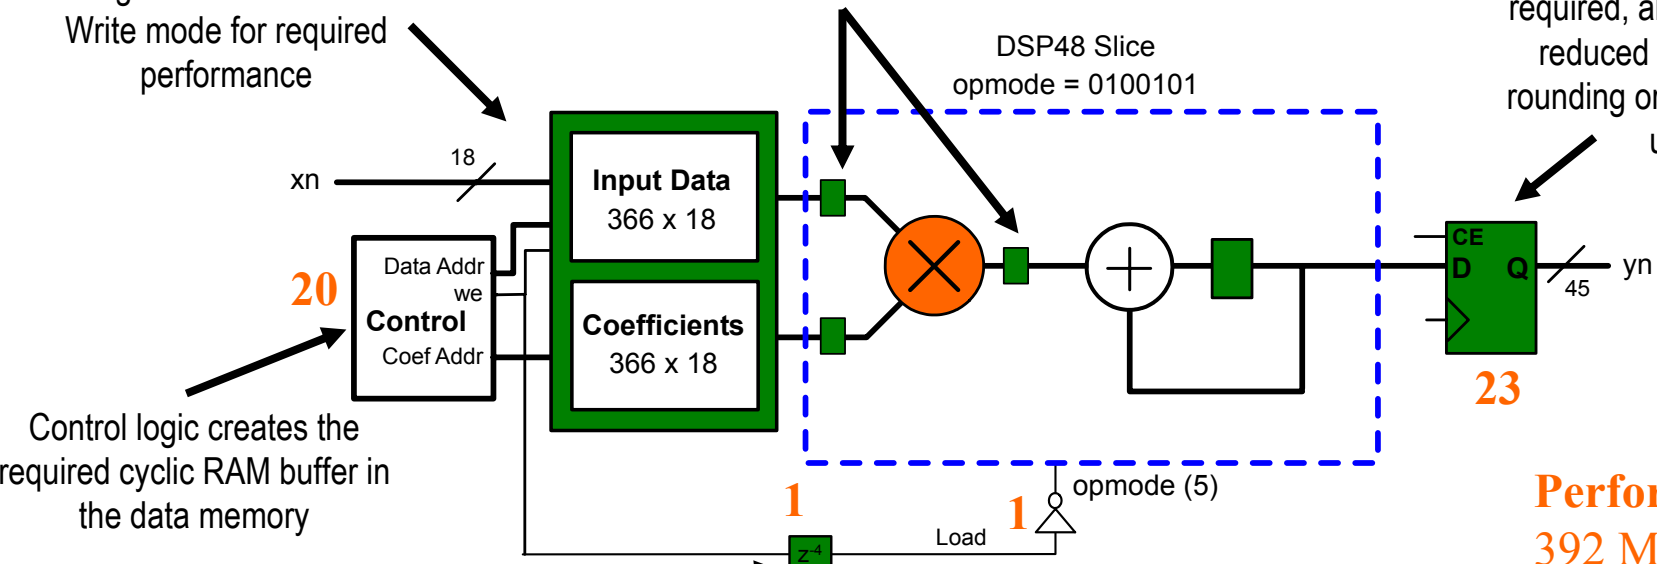 Write mode for required
performance
DSP48 Slice
opmode = 0100101
required,
reduced
rounding
xn
18
Input Data
366 x 18
Coefficients
366 x 18
20
Data Addr
we
Control
Coef Addr
CE
D Q
yn
45
23
Control logic creates the
required cyclic RAM buffer in
the data memory
1
z-4
Load
1
opmode (5)
392